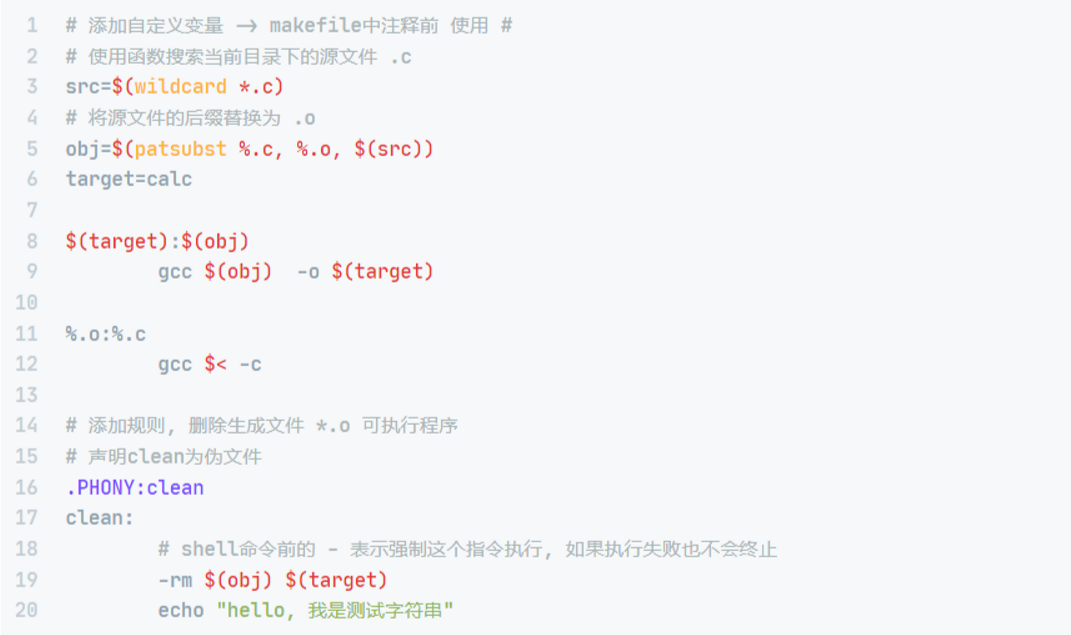 1 # 添加自定义变量 -> makefile中注释前 使用 #
2 # 使用函数搜索当前目录下的源文件 .c
3 src=$(wildcard *.c)
4 # 将源文件的后缀替换为 .o
5 obj=$(patsubst %.c, %.o, $(src))
6 target=calc
7
8 $(target):$(obj)
9         gcc $(obj)  -o $(target)
10
11 %.o:%.c
12         gcc $< -c
13
14 # 添加规则, 删除生成文件 *.o 可执行程序
15 # 声明clean为伪文件
16 .PHONY:clean
17 clean:
18         # shell命令前的 - 表示强制这个指令执行, 如果执行失败也不会终止
19         -rm $(obj) $(target)
20         echo "hello, 我是测试字符串"